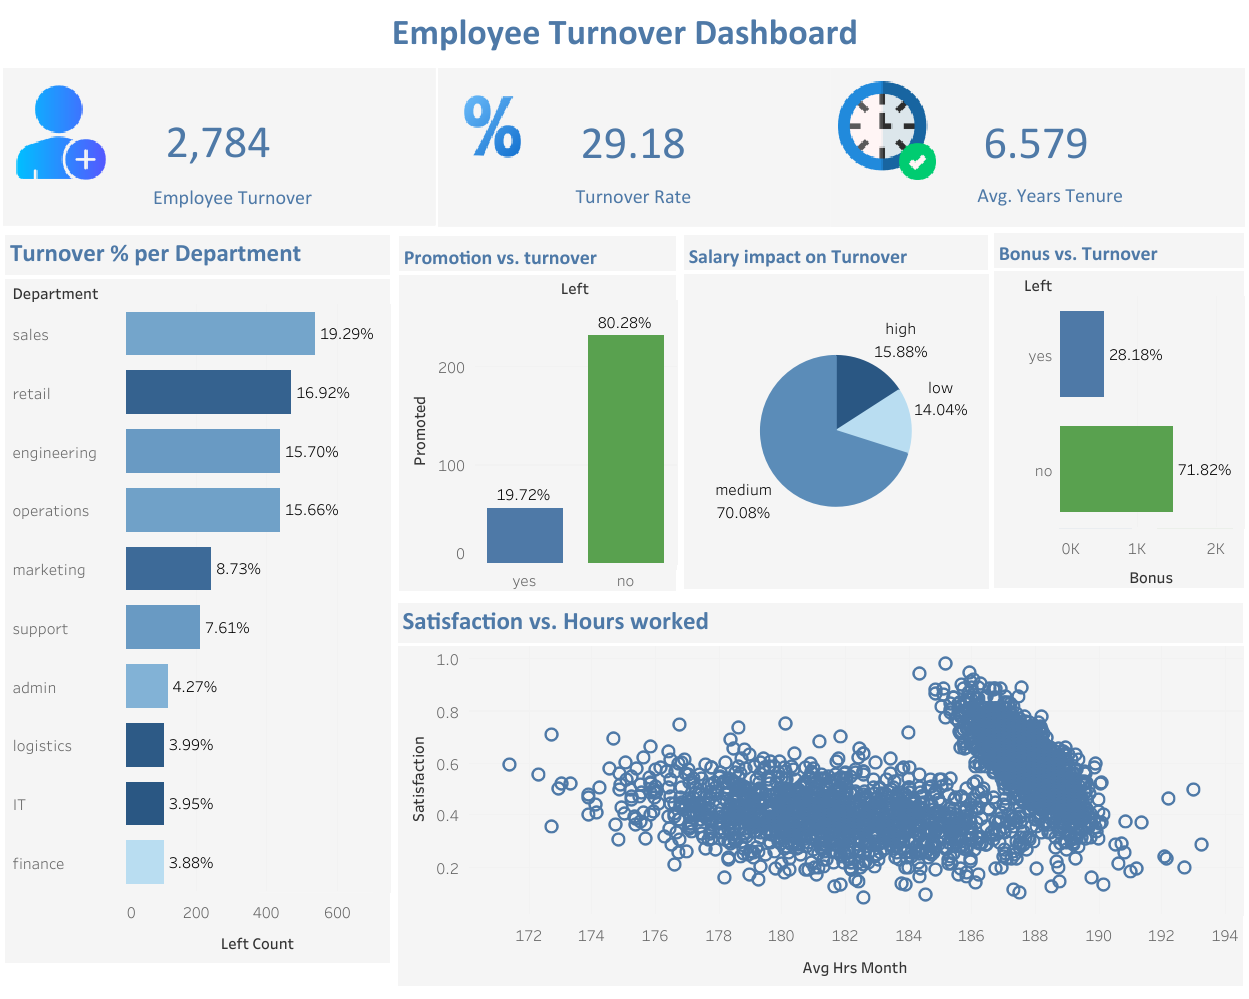 Employee Turnover Dashboard
2,784
Employee Turnover
%
29.18
Turnover Rate
6.579
Avg. Years Tenure
Turnover % per Department
Department
sales
19.29%
retail
16.92%
engineering
15.70%
operations
15.66%
marketing
8.73%
support
7.61%
admin
4.27%
logistics
3.99%
IT
3.95%
finance
3.88%
0 200 400 600
Left Count
Promotion vs. turnover
Left
80.28%
200
Promoted
100
19.72%
0
yes no
Salary impact on Turnover
high
15.88%
low
14.04%
medium
70.08%
Bonus vs. Turnover
Left
yes
28.18%
no
71.82%
0K 1K 2K
Bonus
Satisfaction vs. Hours worked
1.0
0.8
0.6
Satisfaction
0.4
0.2
172 174 176 178 180 182 184 186 188 190 192 194
Avg Hrs Month